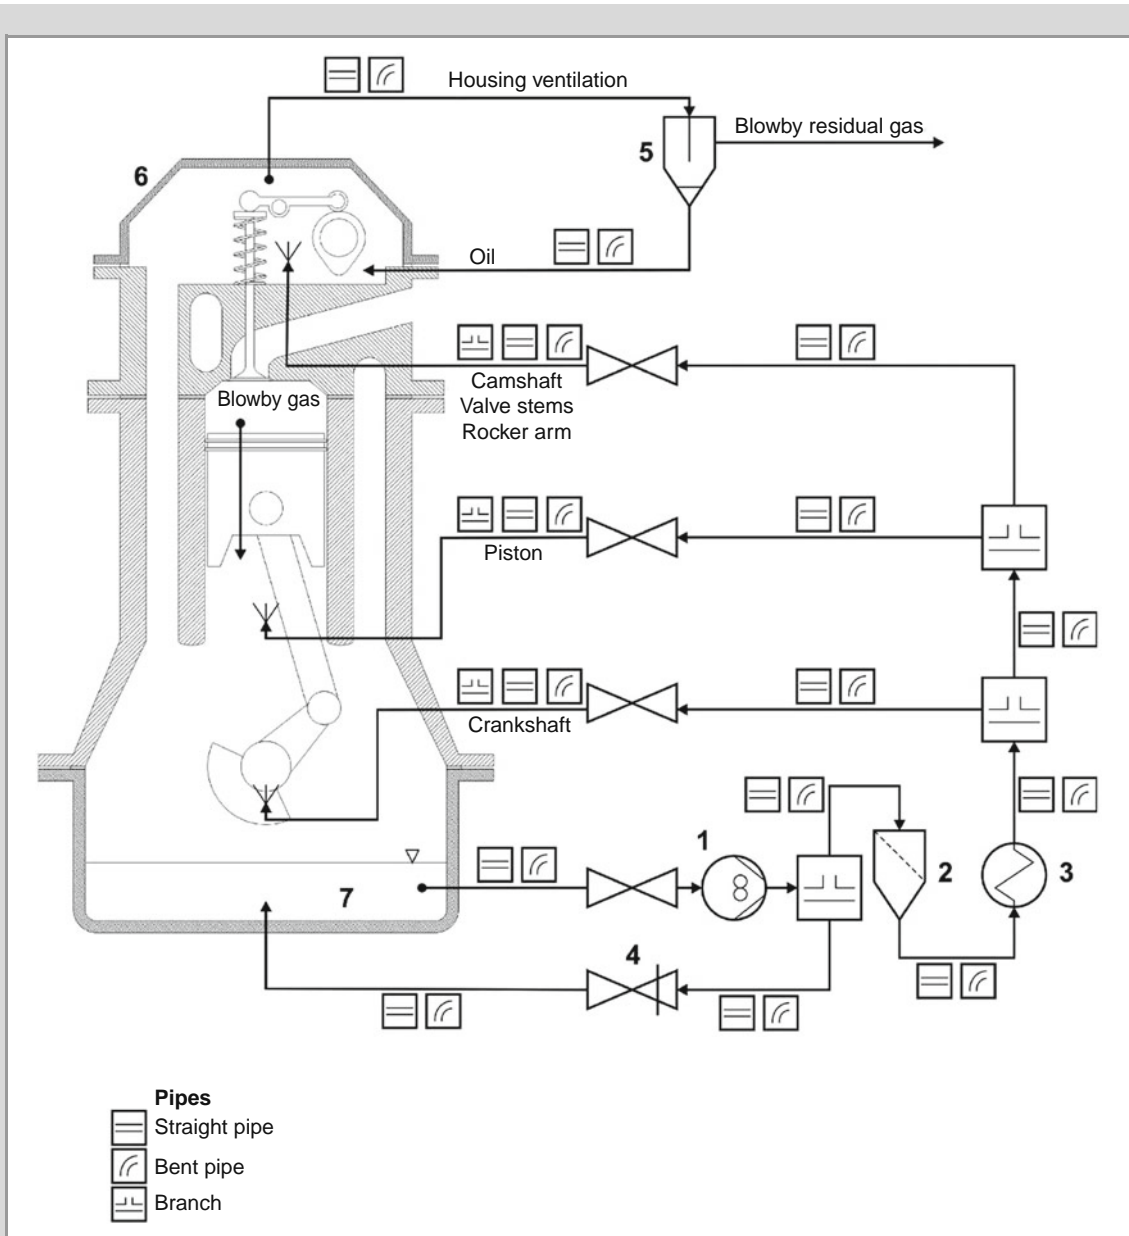 Housing ventilation
Blowby residual gas
5
6
Oil
Camshaft
Valve stems
Rocker arm
Blowby gas
Piston
Crankshaft
1
2
3
7
4
Pipes
Straight pipe
Bent pipe
Branch